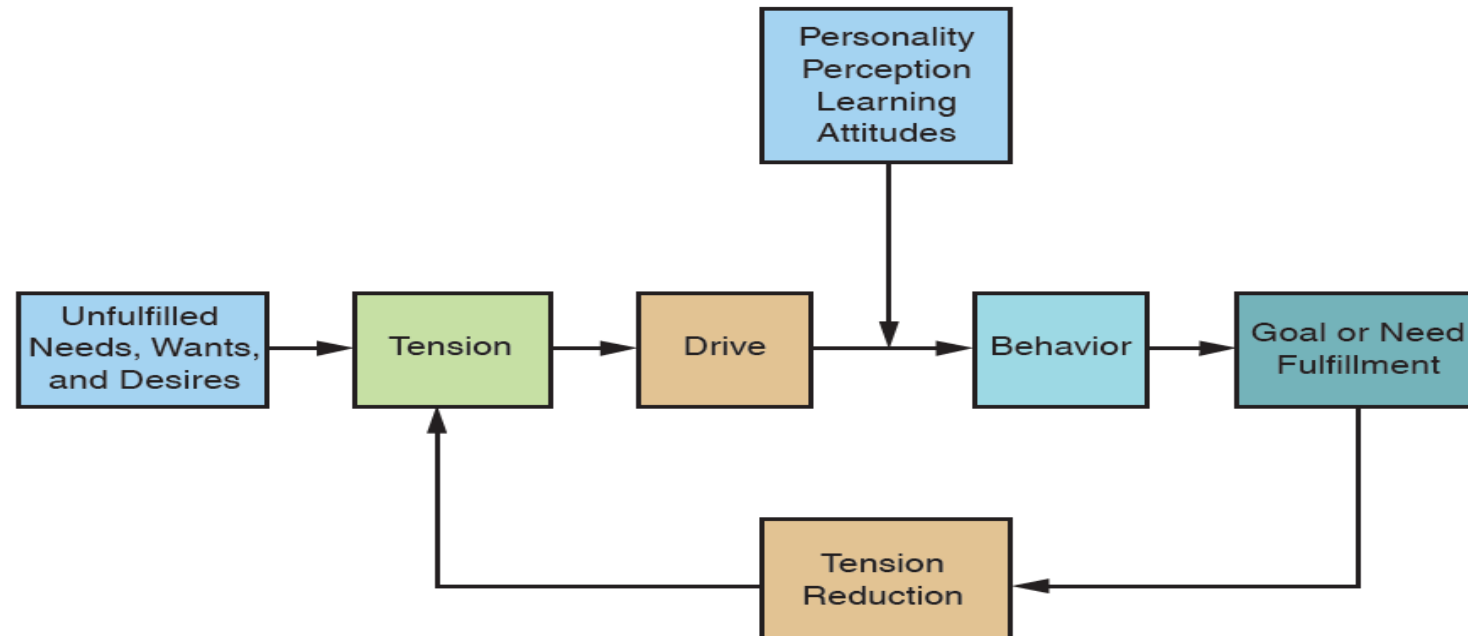 Personality
Perception
Learning
Attitudes
Unfulfilled
Needs, Wants,
and Desires
Tension
Drive
Behavior
Goal or Need
Fulfillment
Tension
Reduction